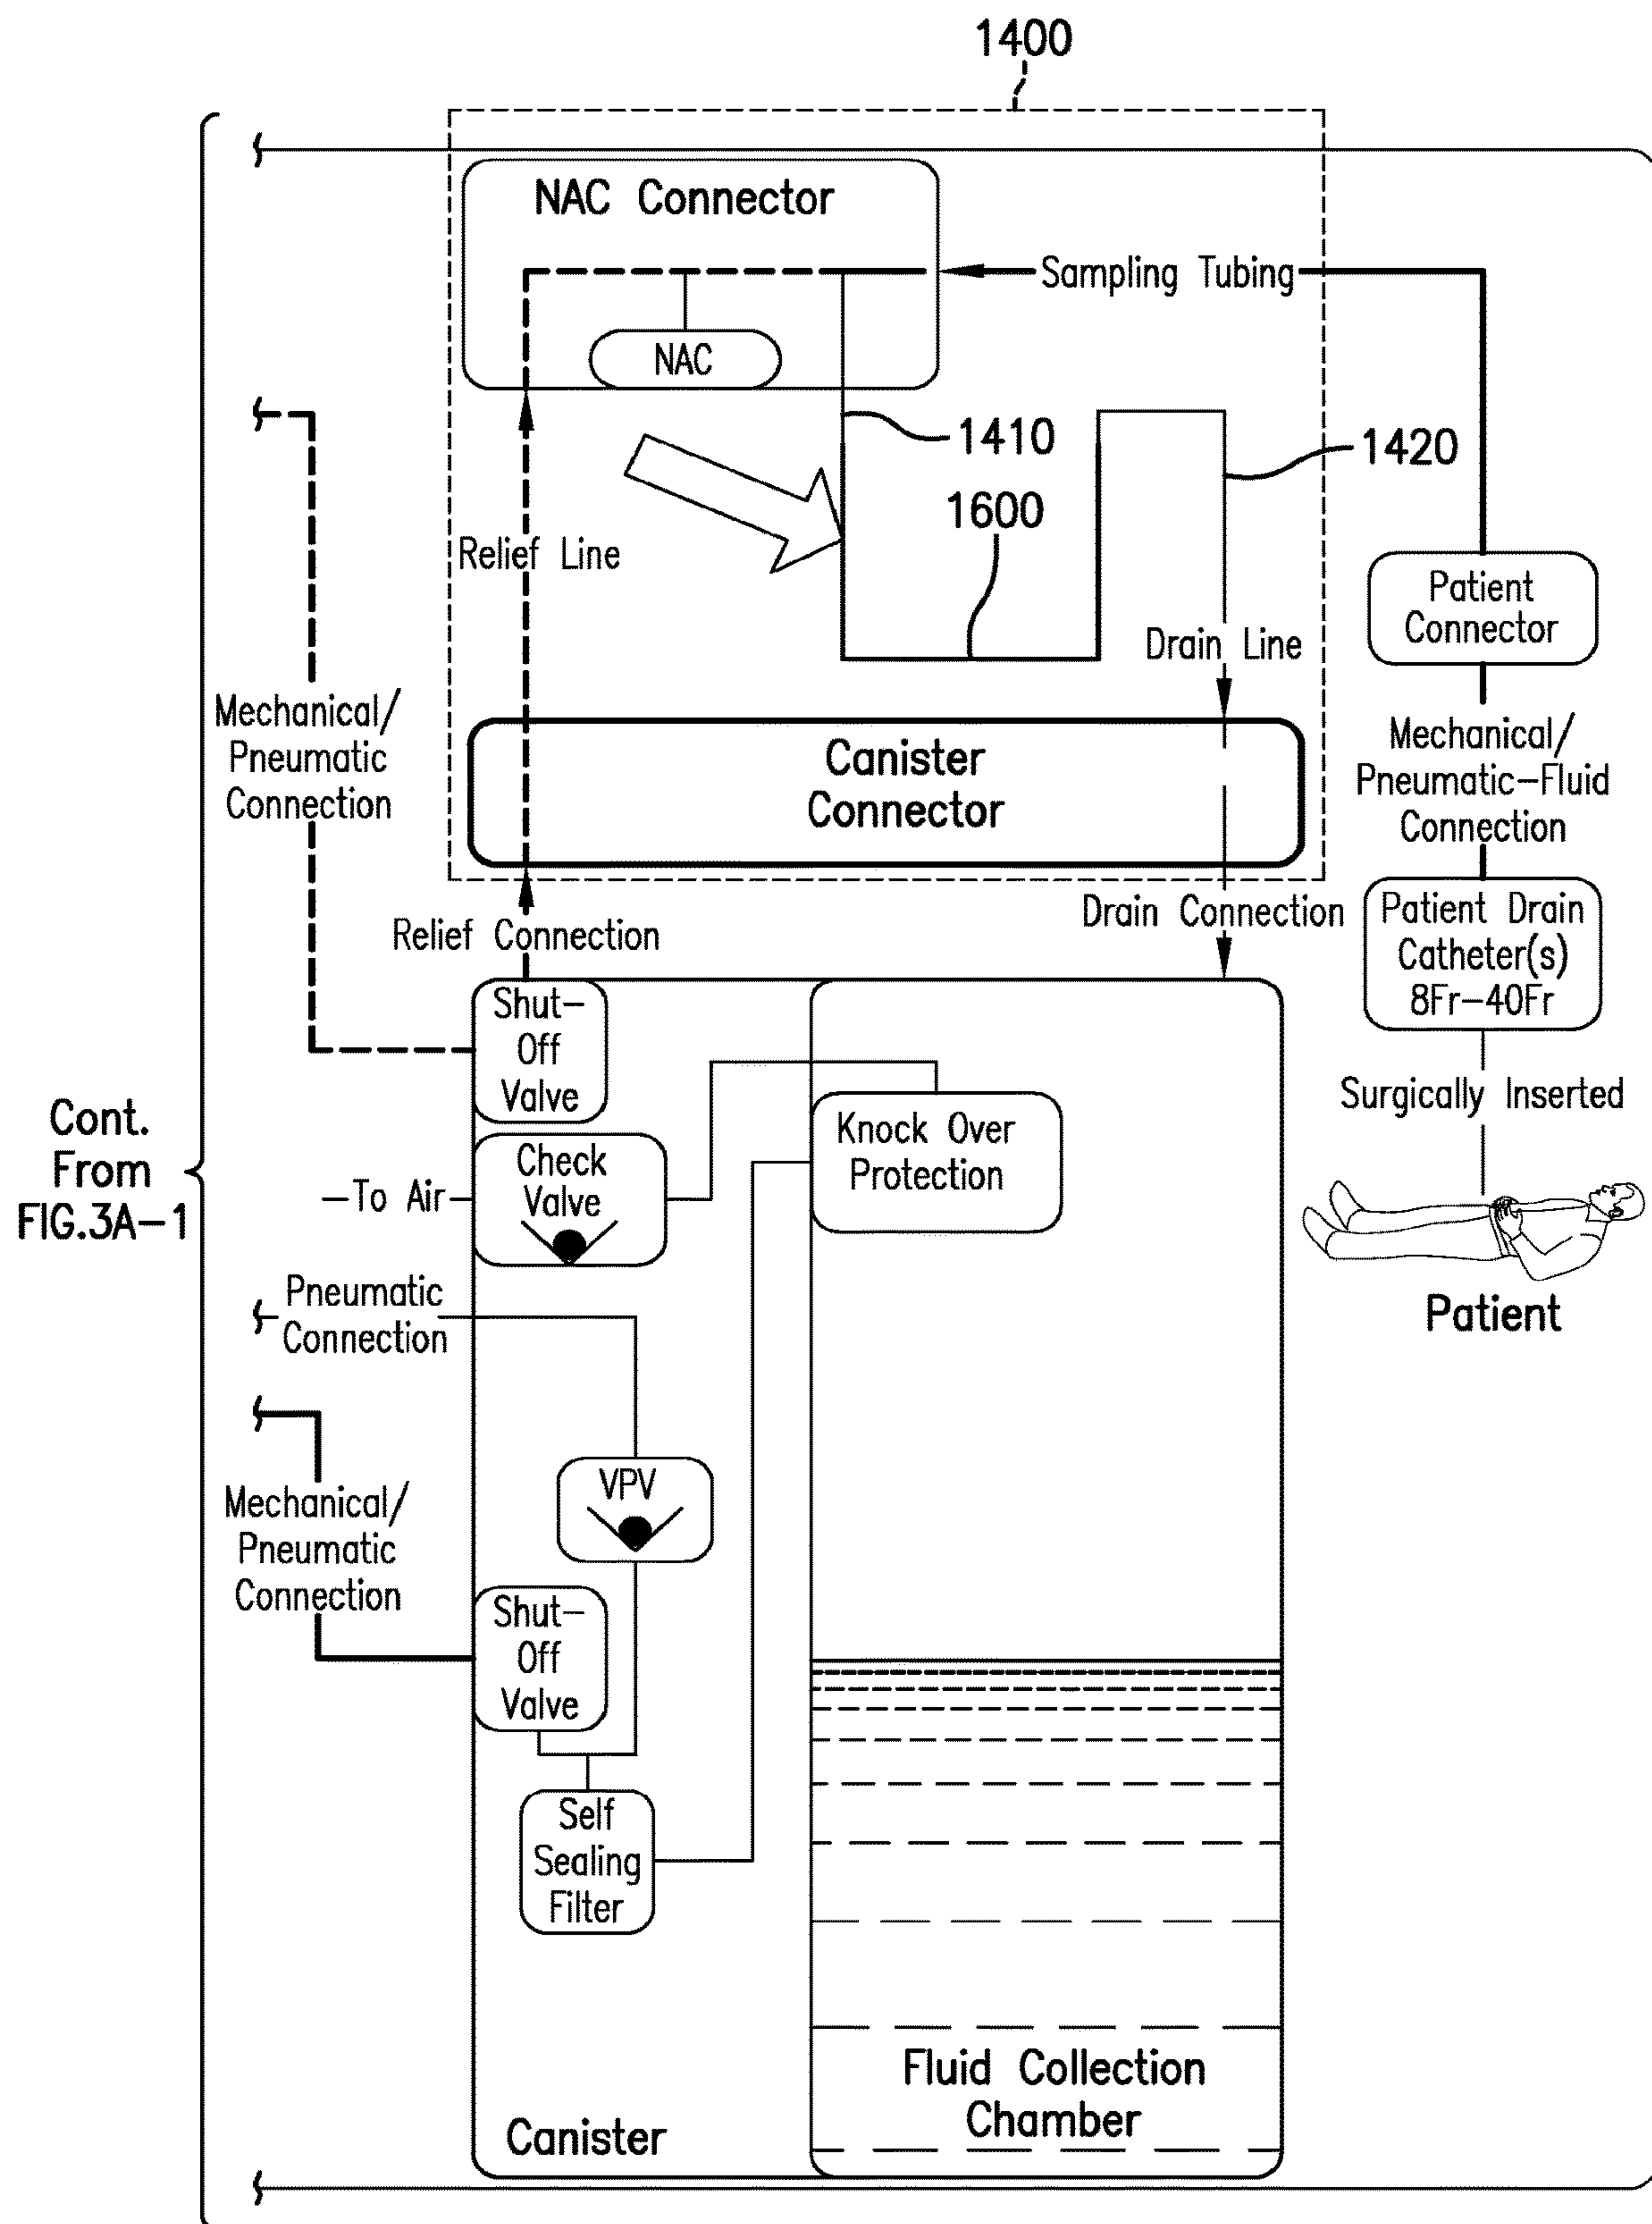 1400
NAC Connector
Sampling Tubing
NAC
1410
1420
1600
Relief Line
Patient
Connector
Drain Line
Mechanical/
Pneumatic
Connection
Canister
Connector
Mechanical/
Pneumatic-Fluid
Connection
Relief Connection
Drain Connection
Patient Drain
Catheter(s)
8Fr-40Fr
Shut-
Off
Valve
Surgically Inserted
Cont.
From
FIG.3A-1
To Air
Check
Valve
Knock Over
Protection
Patient
Pneumatic
Connection
VPV
Mechanical/
Pneumatic
Connection
Shut-
Off
Valve
Self
Sealing
Filter
Fluid Collection
Chamber
Canister